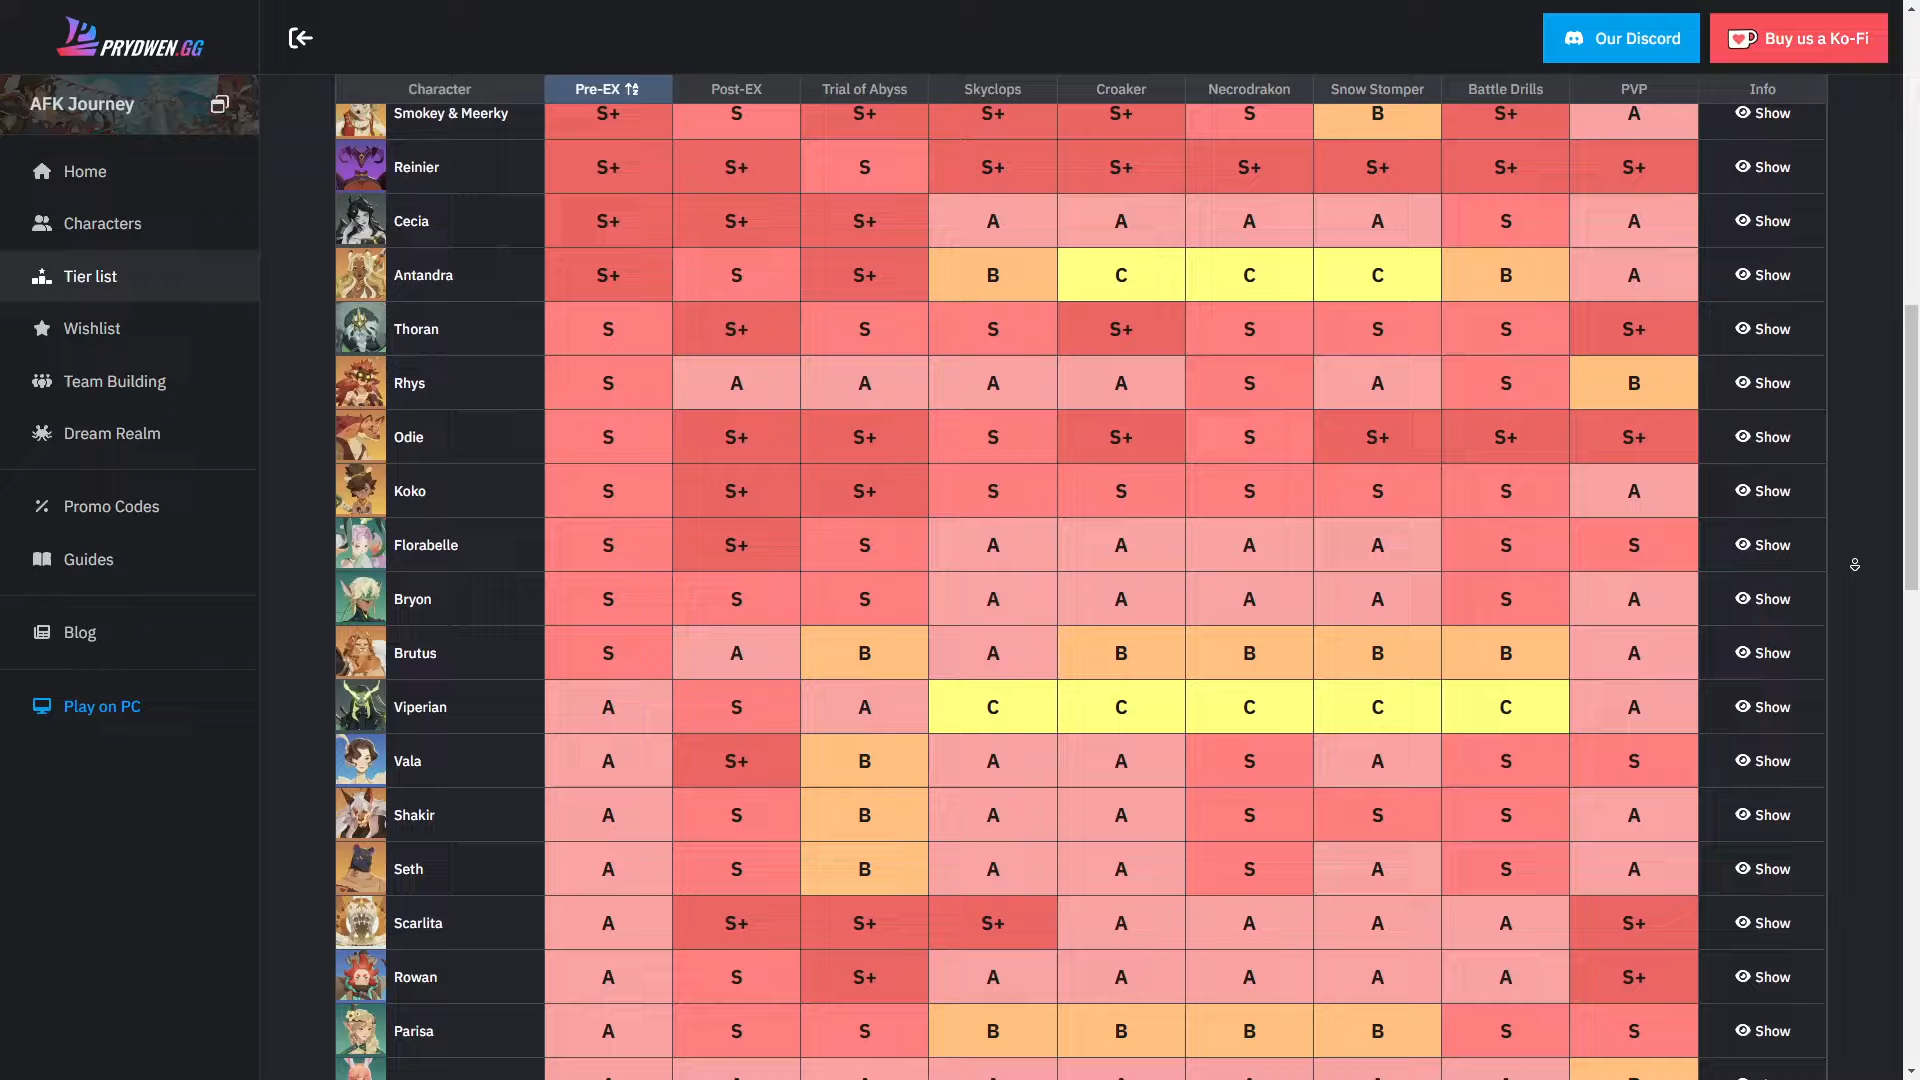 PRYDWEN.GG
Our Discord
Buy us a Ko-Fi
AFK Journey
Home
Characters
Tier list
Wishlist
Team Building
Dream Realm
Promo Codes
Guides
Blog
Play on PC
Character Pre-EX Post-EX Trial of Abyss Skyclops Croaker Necrodrakon Snow Stomper Battle Drills PVP Info
Smokey & Meerky S+ S S+ S+ S+ S B S+ A Show
Reinier S+ S+ S S+ S+ S+ S+ S+ S+ Show
Cecia S+ S+ S+ A A A A S A Show
Antandra S+ S S+ B C C C B A Show
Thoran S S+ S S S+ S S S S+ Show
Rhys S A A A A S A S B Show
Odie S S+ S+ S S+ S S+ S+ S+ Show
Koko S S+ S+ S S S S S A Show
Florabelle S S+ S A A A A S S Show
Bryon S S S A A A A S A Show
Brutus S A B A B B B B A Show
Viperian A S A C C C C C A Show
Vala A S+ B A A S A S S Show
Shakir A S B A A S S S A Show
Seth A S B A A S A S A Show
Scarlita A S+ S+ S+ A A A A S+ Show
Rowan A S S+ A A A A A S+ Show
Parisa A S S B B B B S S Show